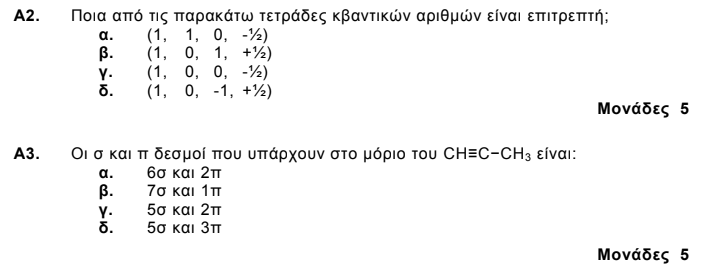 Α2. Ποια από τις παρακάτω τετράδες κβαντικών αριθμών είναι επιτρεπτή;
α. (1, 1, 0, -½)
β. (1, 0, 1, +½)
γ. (1, 0, 0, -½)
δ. (1, 0, -1, +½)
Μονάδες 5
Α3. Οι σ και π δεσμοί που υπάρχουν στο μόριο του CH≡C−CH₃ είναι:
α. 6σ και 2π
β. 7σ και 1π
γ. 5σ και 2π
δ. 5σ και 3π
Μονάδες 5